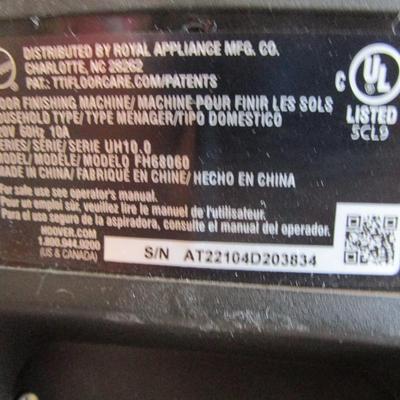 DISTRIBUTED BY ROYAL APPLIANCE MFG. CO.
CHARLOTTE, NC 28262
PAT.: TTIFLOORCARE.COM/PATENTS
OOR FINISHING MACHINE/ MACHINE POUR FINIR LES SOLS
OUSEHOLD TYPE/TYPE MENAGER/TIPO DOMESTICO
20V 60Hz 10A
SERIES/ SÉRIE/ SERIE UH10.0
MODEL/ MODÈLE/MODELO FH68060
MADE IN CHINA/ FABRIQUÉ EN CHINE/ HECHO EN CHINA
For safe use see operator's manual.
Pour un emploi sûr, veuillez lire le manual de l'utilisateur.
Para el uso seguro de la aspiradora, consulte el manual del operador.
HOOVER.COM
1.800.944.9200
(US & CANADA)
S/N AT22104D203834
C UL
LISTED
5CL9